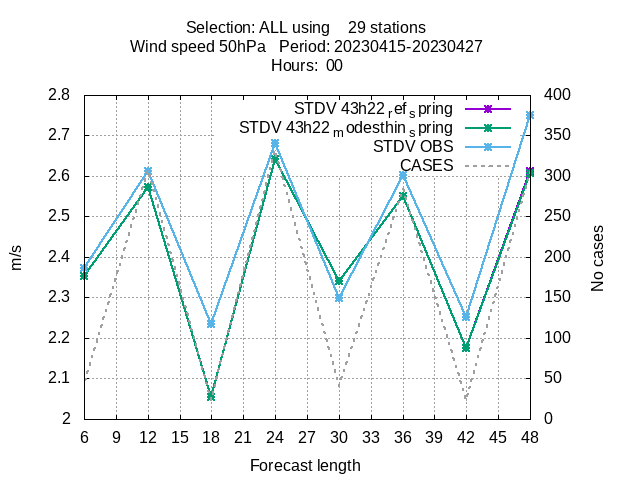 Selection: ALL using    29 stations
Wind speed 50hPa   Period: 20230415-20230427
Hours:  00
STDV 43h22_ref_spring
STDV 43h22_modesthin_spring
STDV OBS
CASES
2.8
2.7
2.6
2.5
2.4
2.3
2.2
2.1
2
m/s
400
350
300
250
200
150
100
50
0
No cases
6 9 12 15 18 21 24 27 30 33 36 39 42 45 48
Forecast length